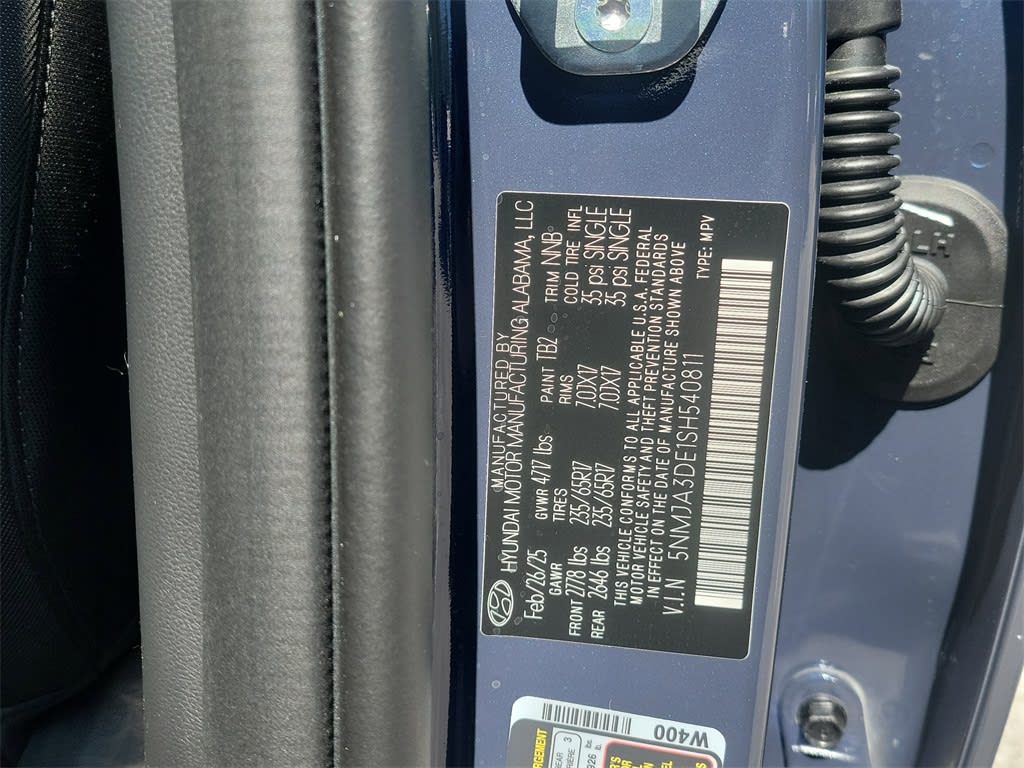 MANUFACTURED BY
HYUNDAI MOTOR MANUFACTURING ALABAMA, LLC
Feb/26/25 GVWR 4717 lbs PAINT TB2 TRIM NNB
GAWR TIRES RIMS COLD TIRE INFL
FRONT 2778 lbs 235/65R17 7.0JX17 35 psi SINGLE
REAR 2646 lbs 235/65R17 7.0JX17 35 psi SINGLE
THIS VEHICLE CONFORMS TO ALL APPLICABLE U.S.A. FEDERAL
MOTOR VEHICLE SAFETY AND THEFT PREVENTION STANDARDS
IN EFFECT ON THE DATE OF MANUFACTURE SHOWN ABOVE
V.I.N 5NMJA3DE1SH540811 TYPE: MPV
W400
REAR 3